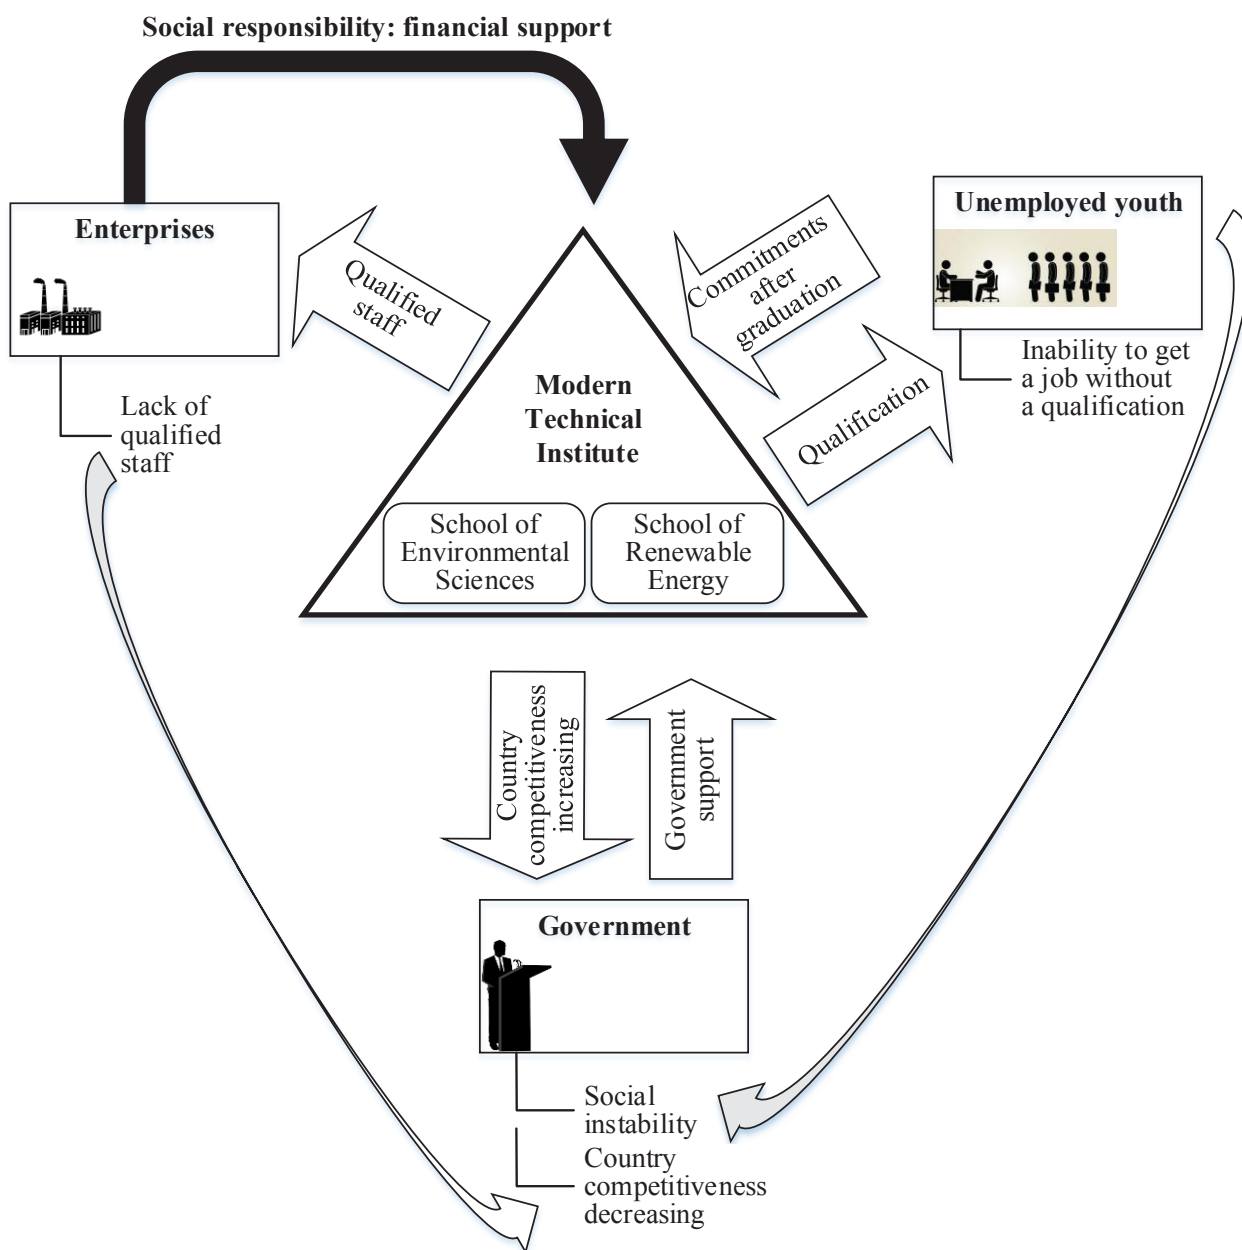 Social responsibility: financial support
Enterprises
Lack of
qualified
staff
Qualified
staff
Commitments
after
graduation
Qualification
Unemployed youth
Inability to get
a job without
a qualification
Modern
Technical
Institute
School of
Environmental
Sciences
School of
Renewable
Energy
Country
competitiveness
increasing
Government
support
Government
Social
instability
Country
competitiveness
decreasing